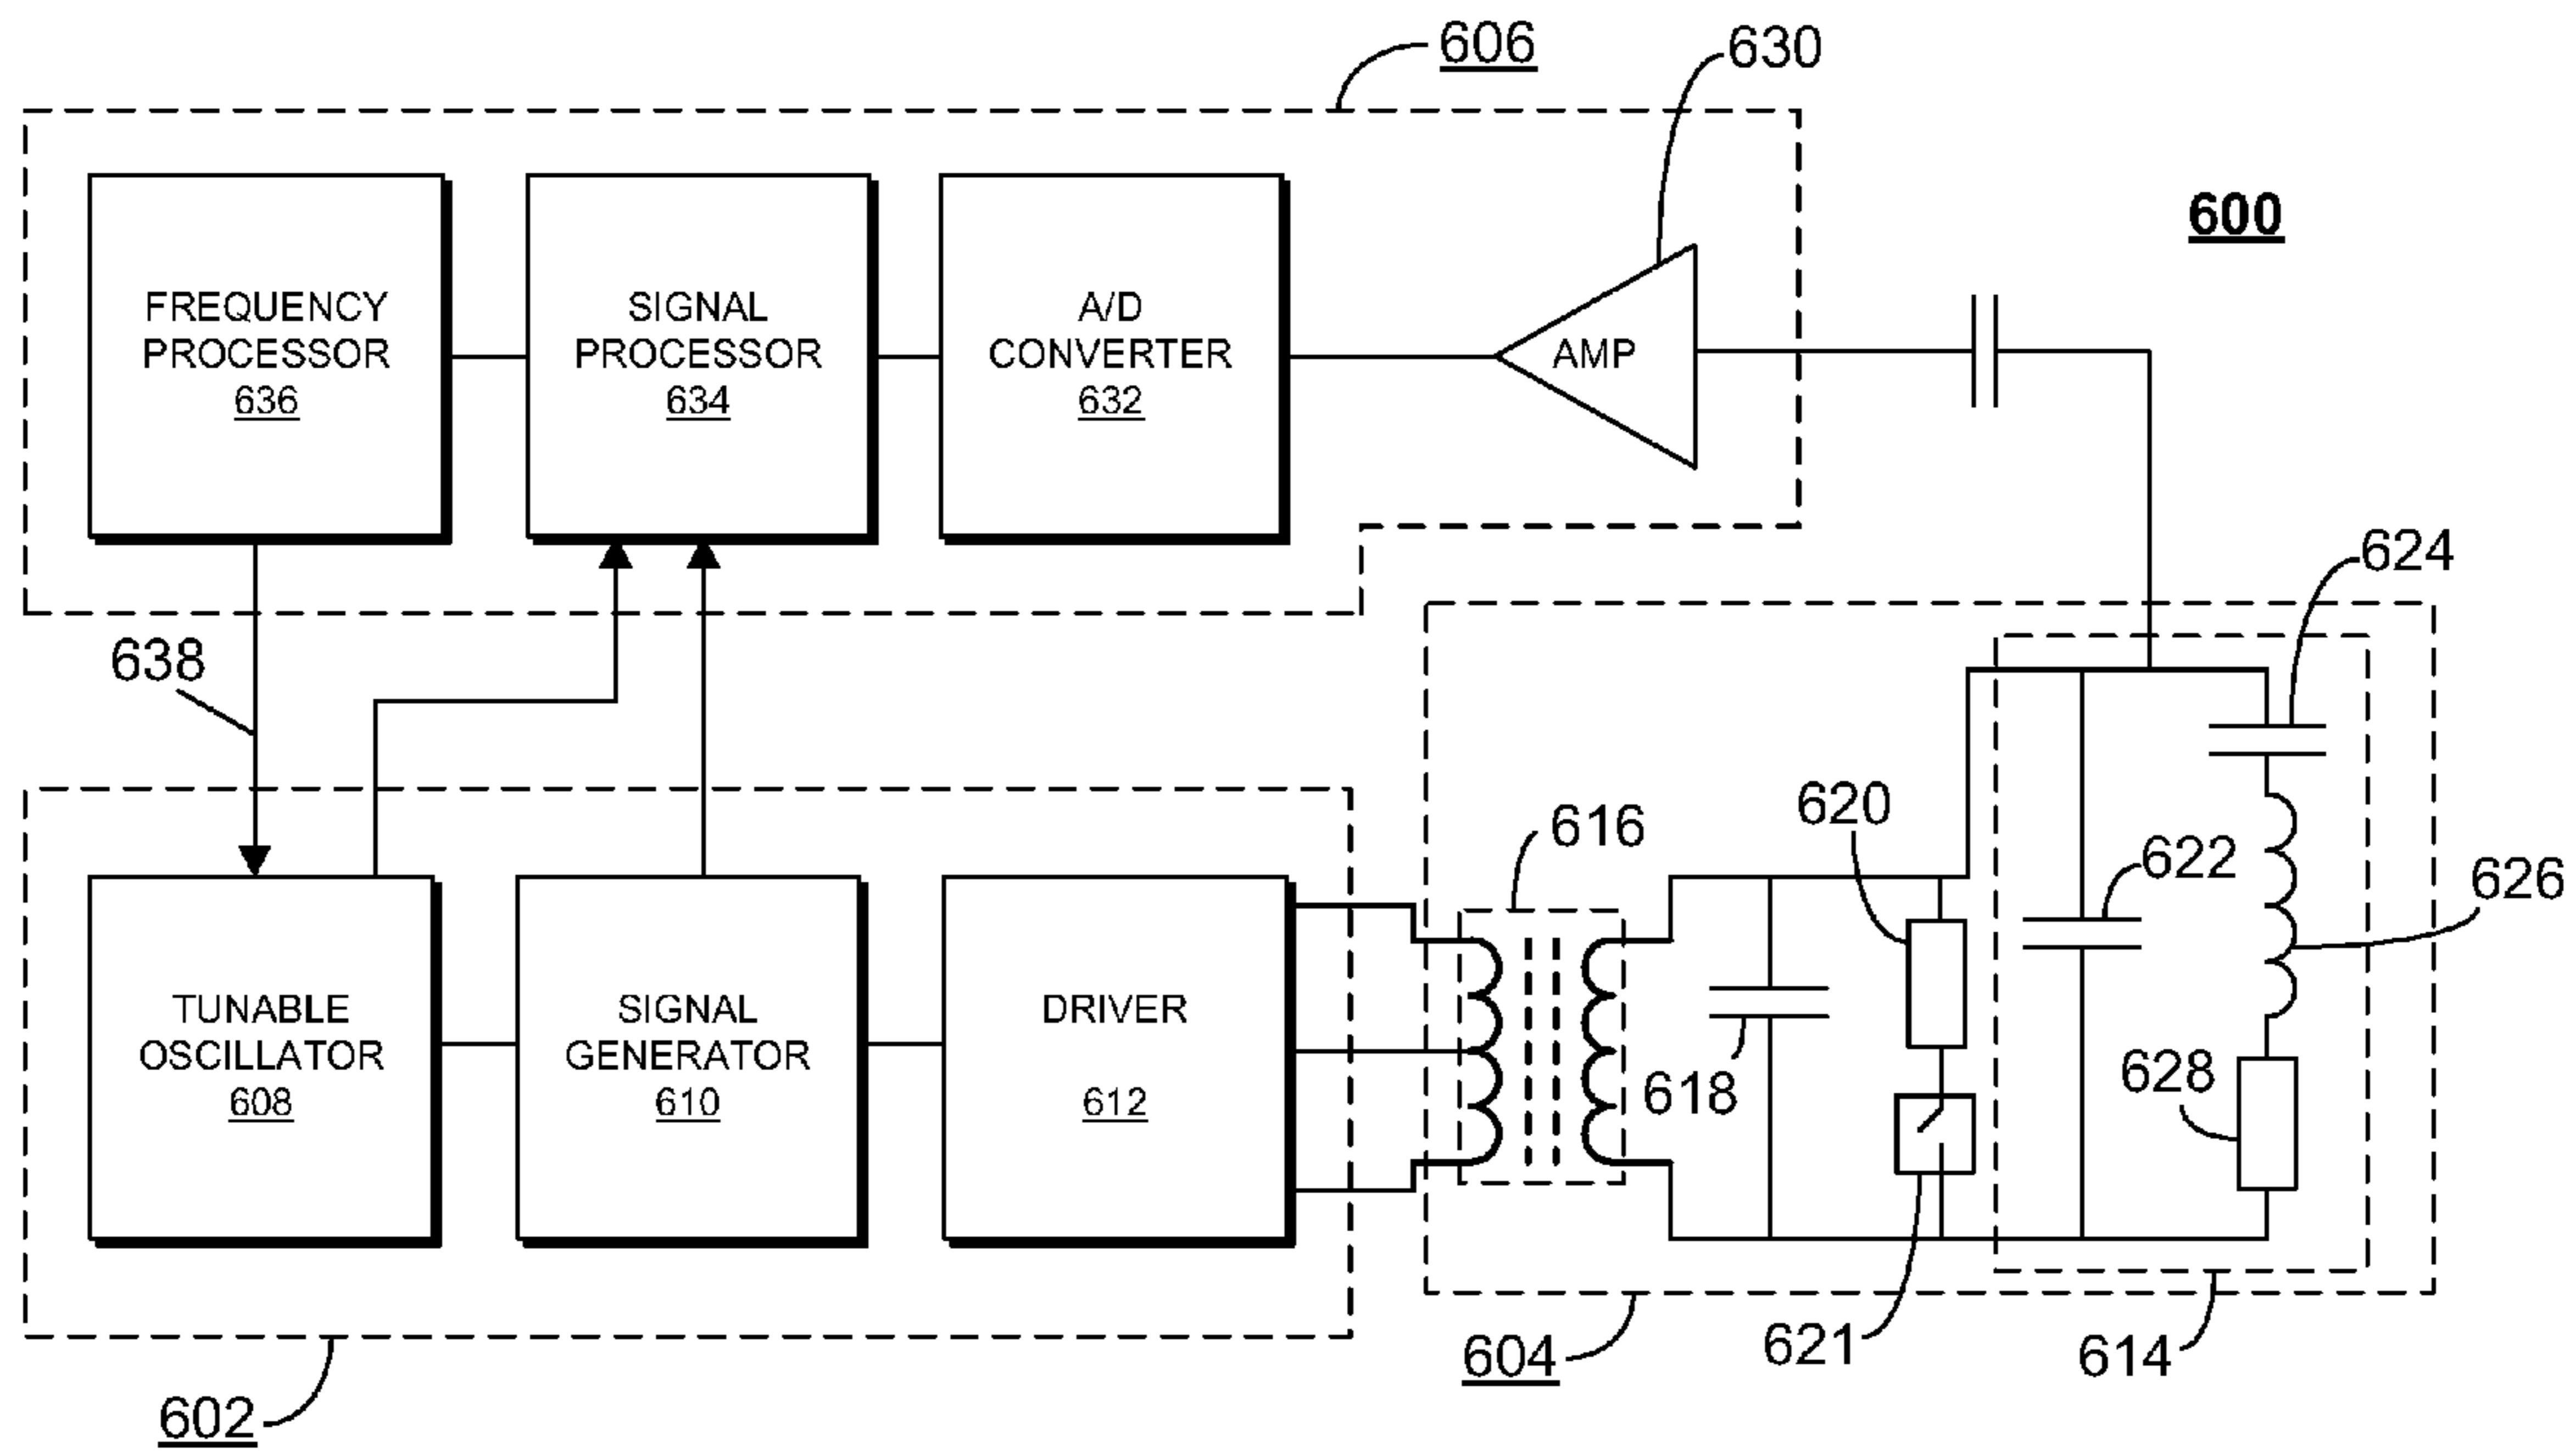 606
630
600
FREQUENCY
PROCESSOR
636
SIGNAL
PROCESSOR
634
A/D
CONVERTER
632
AMP
624
638
620
616
622
626
TUNABLE
OSCILLATOR
608
SIGNAL
GENERATOR
610
DRIVER
612
618
628
621
604
614
602